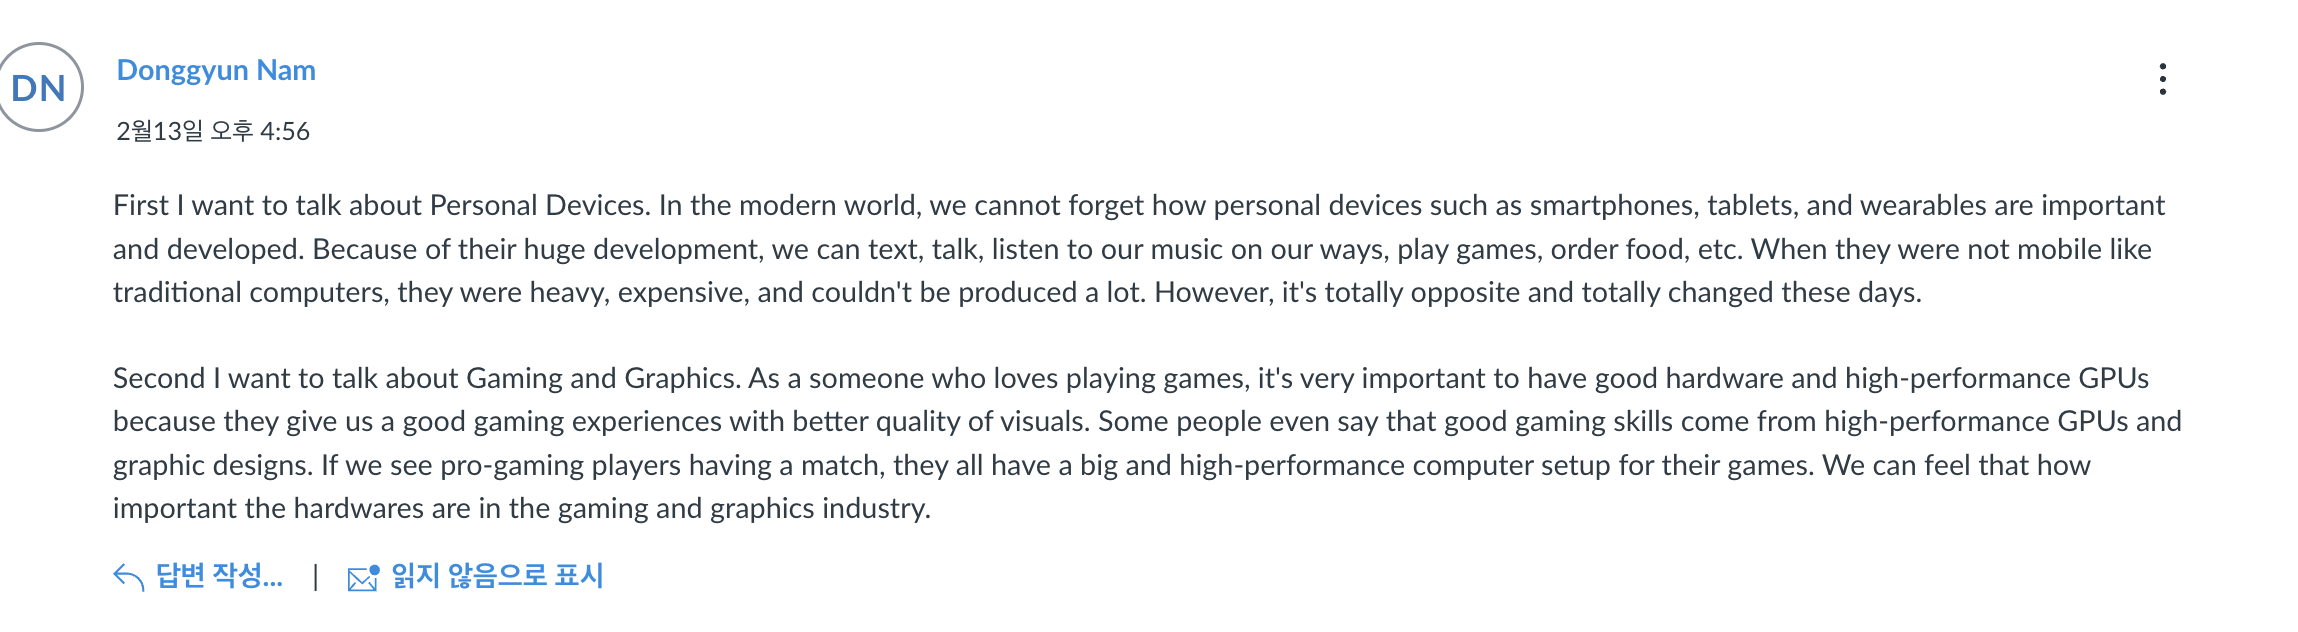 DN
Donggyun Nam
2월13일 오후 4:56
First I want to talk about Personal Devices. In the modern world, we cannot forget how personal devices such as smartphones, tablets, and wearables are important
and developed. Because of their huge development, we can text, talk, listen to our music on our ways, play games, order food, etc. When they were not mobile like
traditional computers, they were heavy, expensive, and couldn't be produced a lot. However, it's totally opposite and totally changed these days.
Second I want to talk about Gaming and Graphics. As a someone who loves playing games, it's very important to have good hardware and high-performance GPUs
because they give us a good gaming experiences with better quality of visuals. Some people even say that good gaming skills come from high-performance GPUs and
graphic designs. If we see pro-gaming players having a match, they all have a big and high-performance computer setup for their games. We can feel that how
important the hardwares are in the gaming and graphics industry.
답변 작성... | 읽지 않음으로 표시